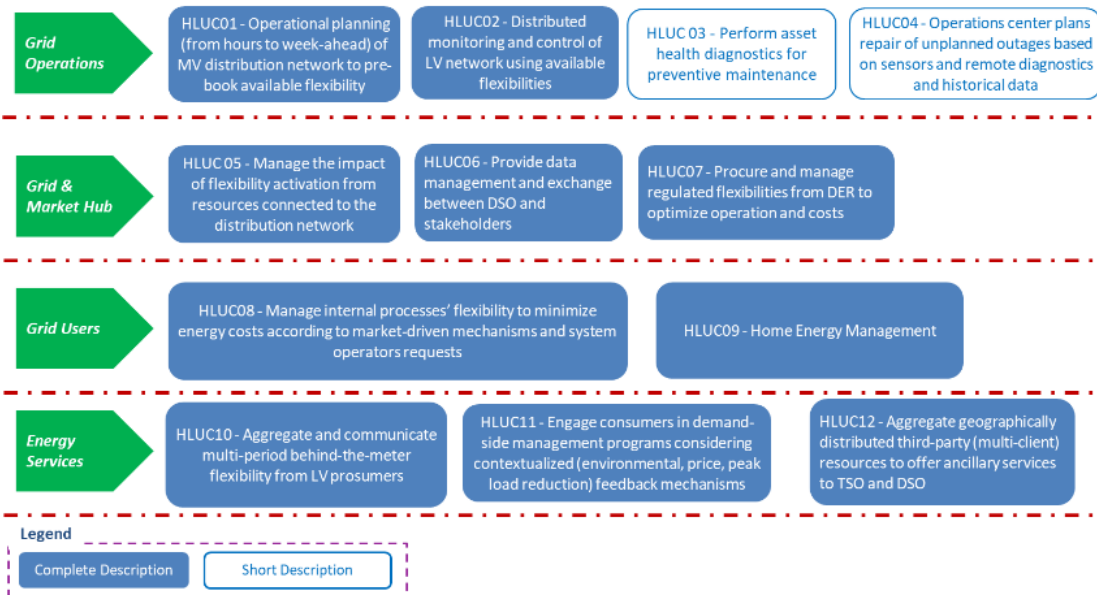 Grid
Operations
HLUC01 - Operational planning
(from hours to week-ahead) of
MV distribution network to pre-
book available flexibility
HLUC02 - Distributed
monitoring and control of
LV network using available
flexibilities
HLUC 03 - Perform asset
health diagnostics for
preventive maintenance
HLUC04 - Operations center plans
repair of unplanned outages based
on sensors and remote diagnostics
and historical data
Grid &
Market Hub
HLUC 05 - Manage the impact
of flexibility activation from
resources connected to the
distribution network
HLUC06 - Provide data
management and exchange
between DSO and
stakeholders
HLUC07 - Procure and manage
regulated flexibilities from DER to
optimize operation and costs
Grid Users
HLUC08 - Manage internal processes’ flexibility to minimize
energy costs according to market-driven mechanisms and system
operators requests
HLUC09 - Home Energy Management
Energy
Services
HLUC10 - Aggregate and communicate
multi-period behind-the-meter
flexibility from LV prosumers
HLUC11 - Engage consumers in demand-
side management programs considering
contextualized (environmental, price, peak
load reduction) feedback mechanisms
HLUC12 - Aggregate geographically
distributed third-party (multi-client)
resources to offer ancillary services
to TSO and DSO
Legend
Complete Description
Short Description